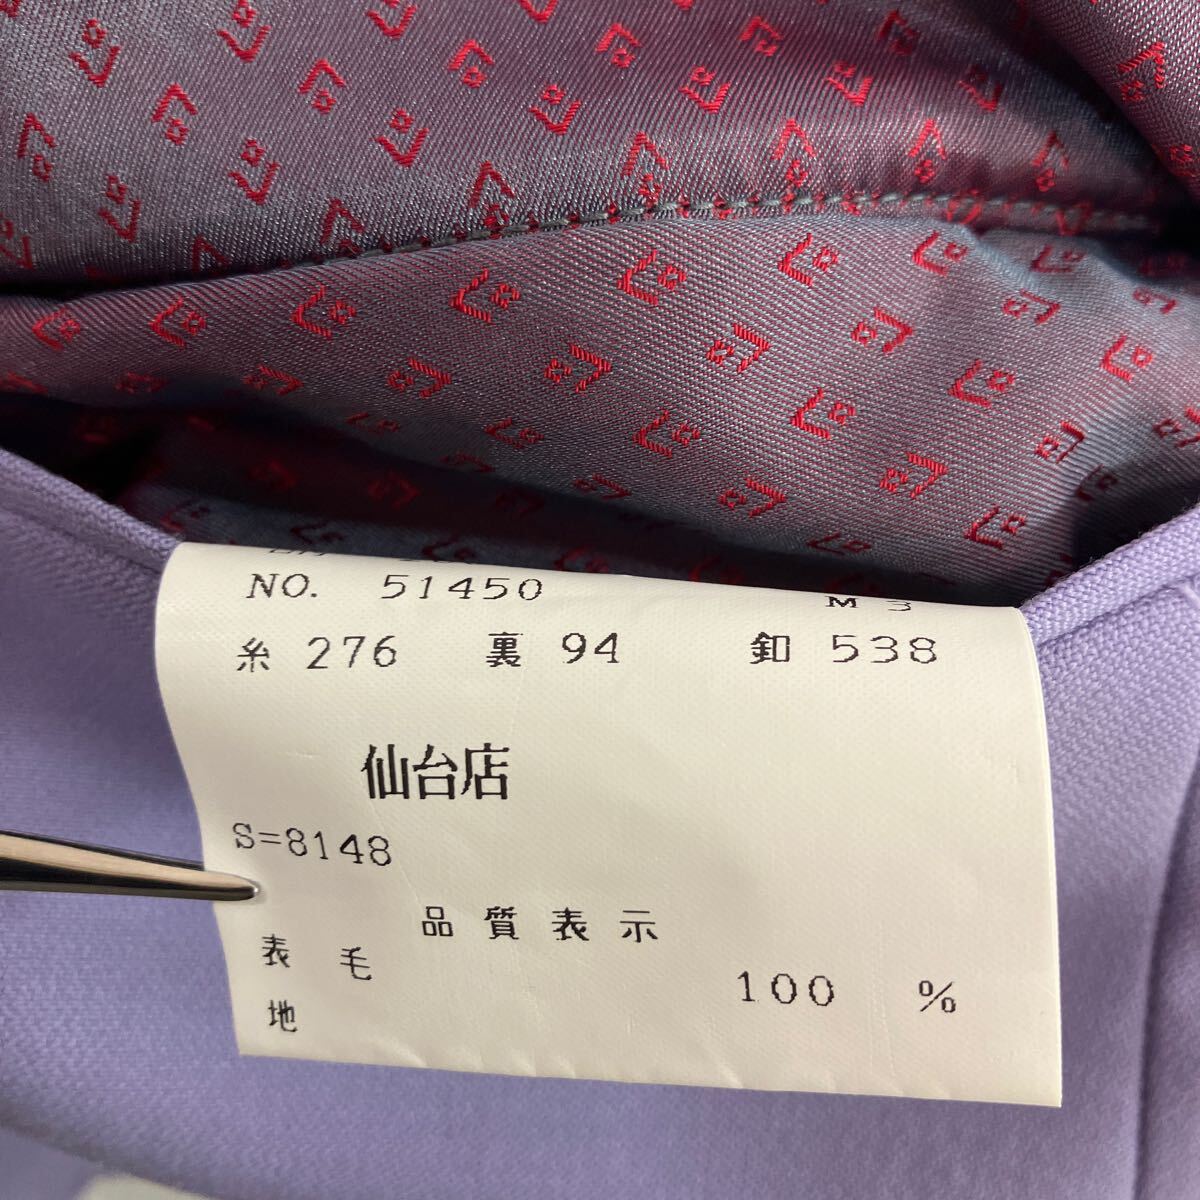 NO. 51450 M 3
糸 276 裏 94 釦 538
仙台店
S=8148
品質表示
表地 毛 100 %